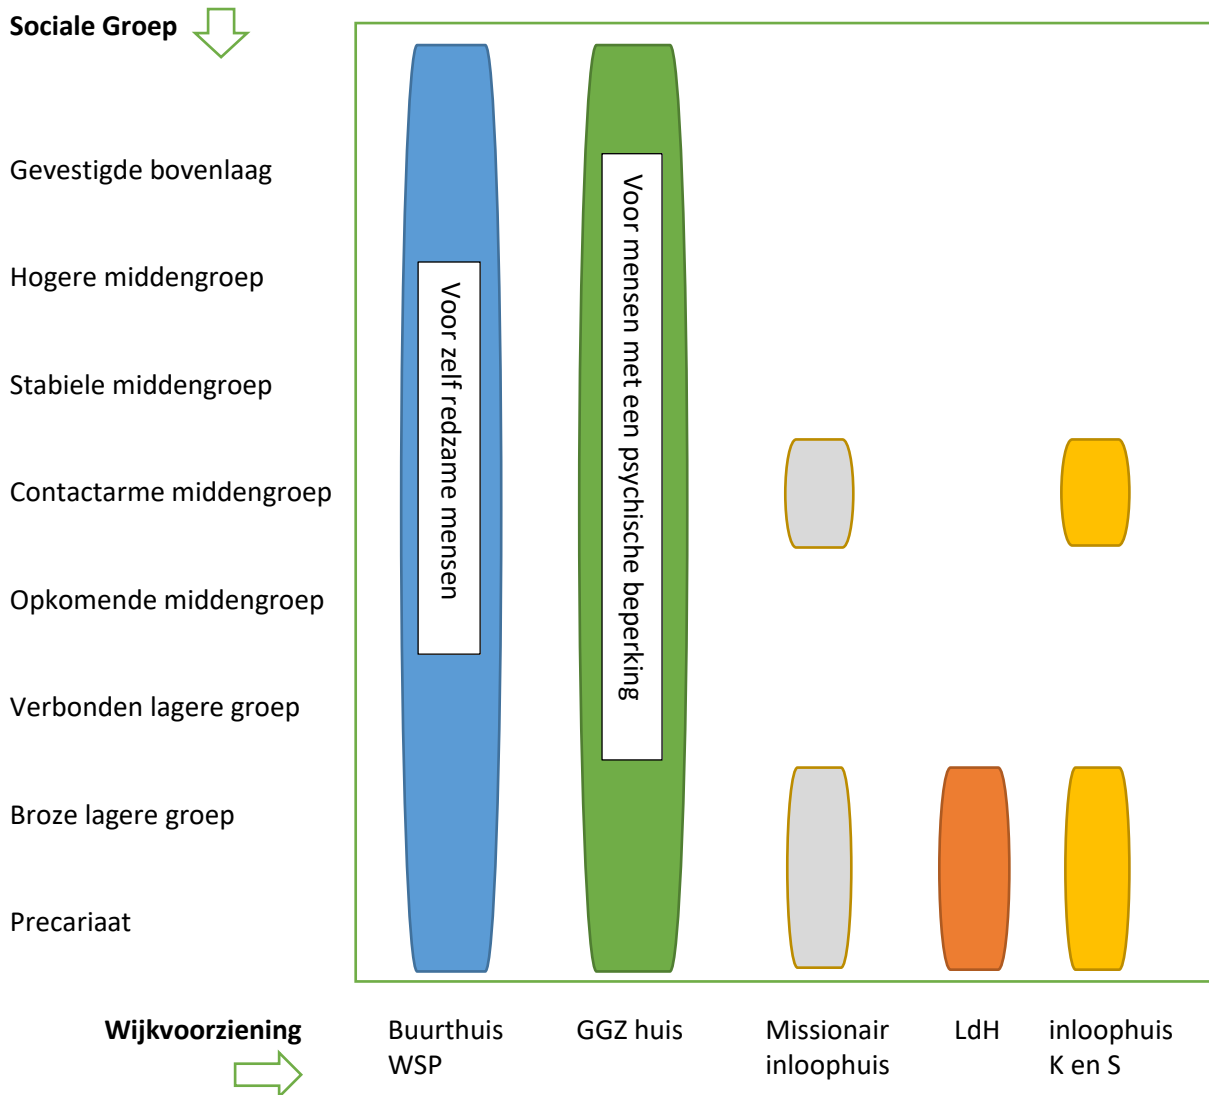 Sociale Groep
Gevestigde bovenlaag
Hogere middengroep
Stabiele middengroep
Contactarme middengroep
Opkomende middengroep
Verbonden lagere groep
Broze lagere groep
Precariaat
Voor zelf redzame mensen
Voor mensen met een psychische beperking
Wijkvoorziening
Buurthuis
WSP
GGZ huis
Missionair
inloophuis
LdH
inloophuis
K en S